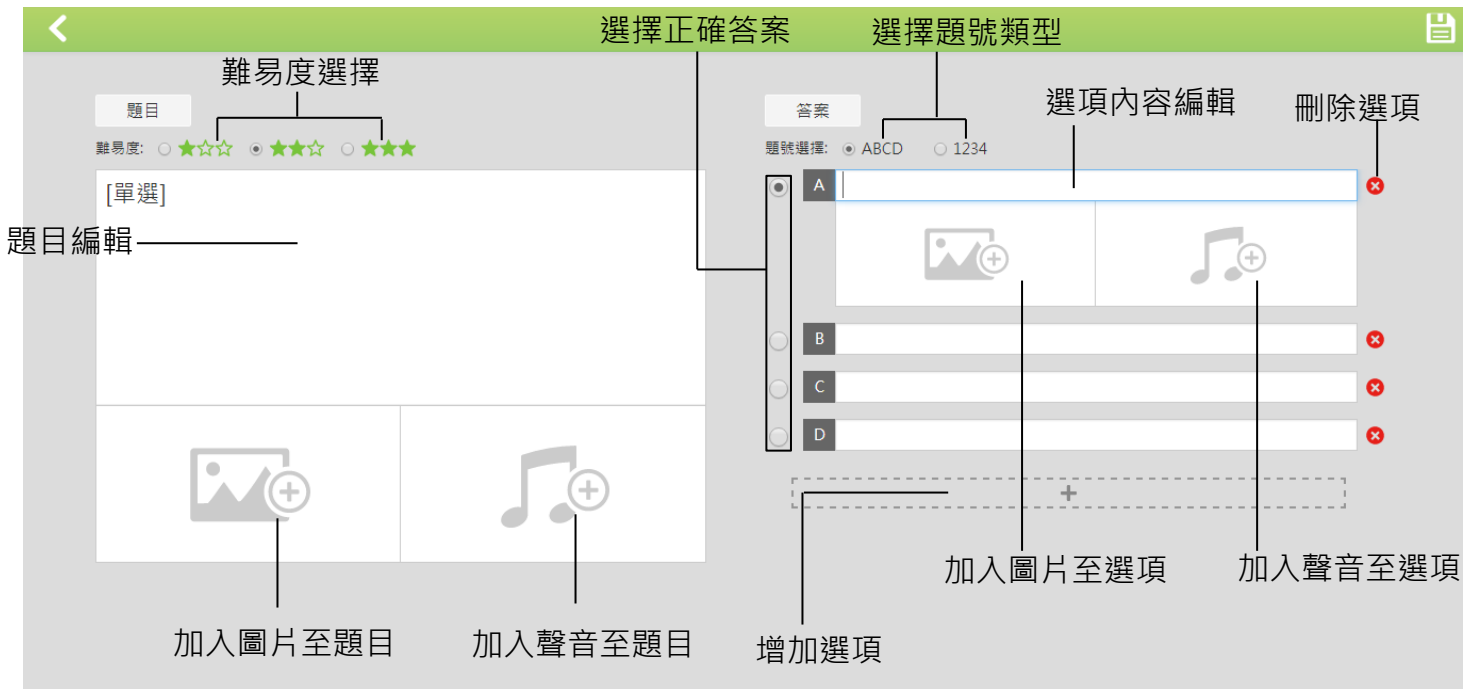 選擇正確答案
選擇題號類型
難易度選擇
題目
難易度:
答案
選項內容編輯
刪除選項
題號選擇: ABCD 1234
[單選]
題目編輯
A
B
C
D
+
加入圖片至選項
加入聲音至選項
加入圖片至題目
加入聲音至題目
增加選項